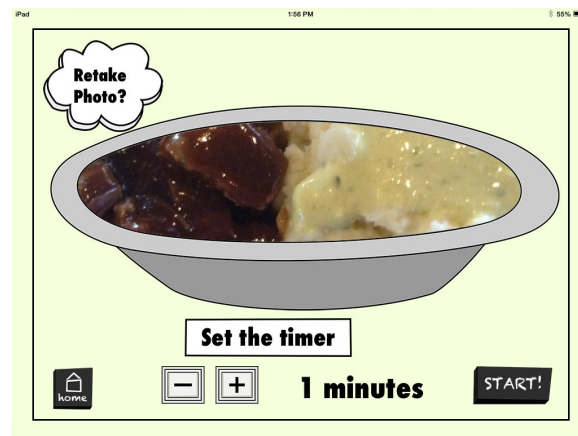 iPad 1:56 PM 55%
Retake
Photo?
Set the timer
− + 1 minutes START!
home